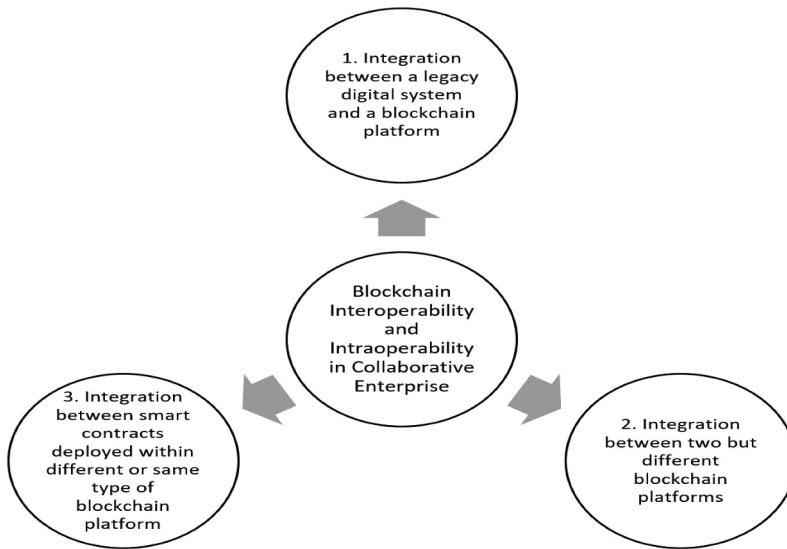 1. Integration
between a legacy
digital system
and a blockchain
platform
Blockchain
Interoperability
and
Intraoperability
in Collaborative
Enterprise
2. Integration
between two but
different
blockchain
platforms
3. Integration
between smart
contracts
deployed within
different or same
type of
blockchain
platform